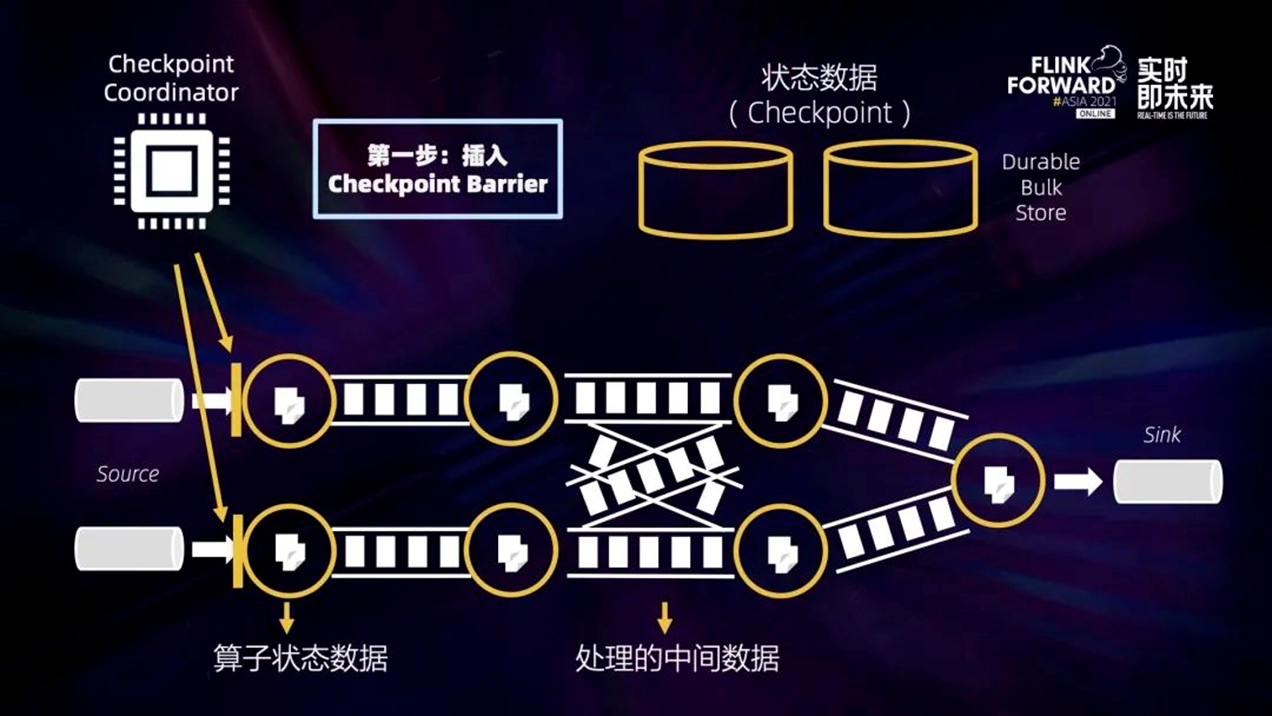 Checkpoint
Coordinator
第一步：插入
Checkpoint Barrier
状态数据
( Checkpoint )
Durable
Bulk
Store
FLINK
FORWARD
#ASIA 2021
ONLINE
实时
即未来
REAL-TIME IS THE FUTURE
Source
Sink
算子状态数据
处理的中间数据